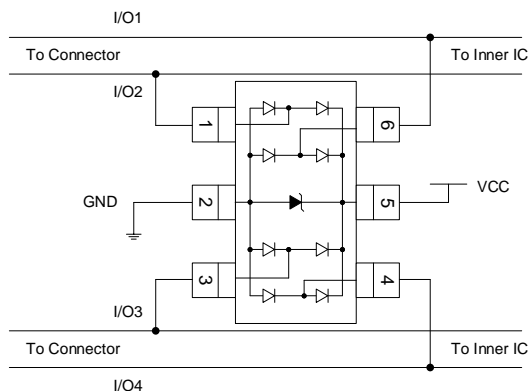 I/O1
To Connector
To Inner IC
I/O2
1
6
GND
2
5
VCC
3
4
I/O3
To Connector
To Inner IC
I/O4